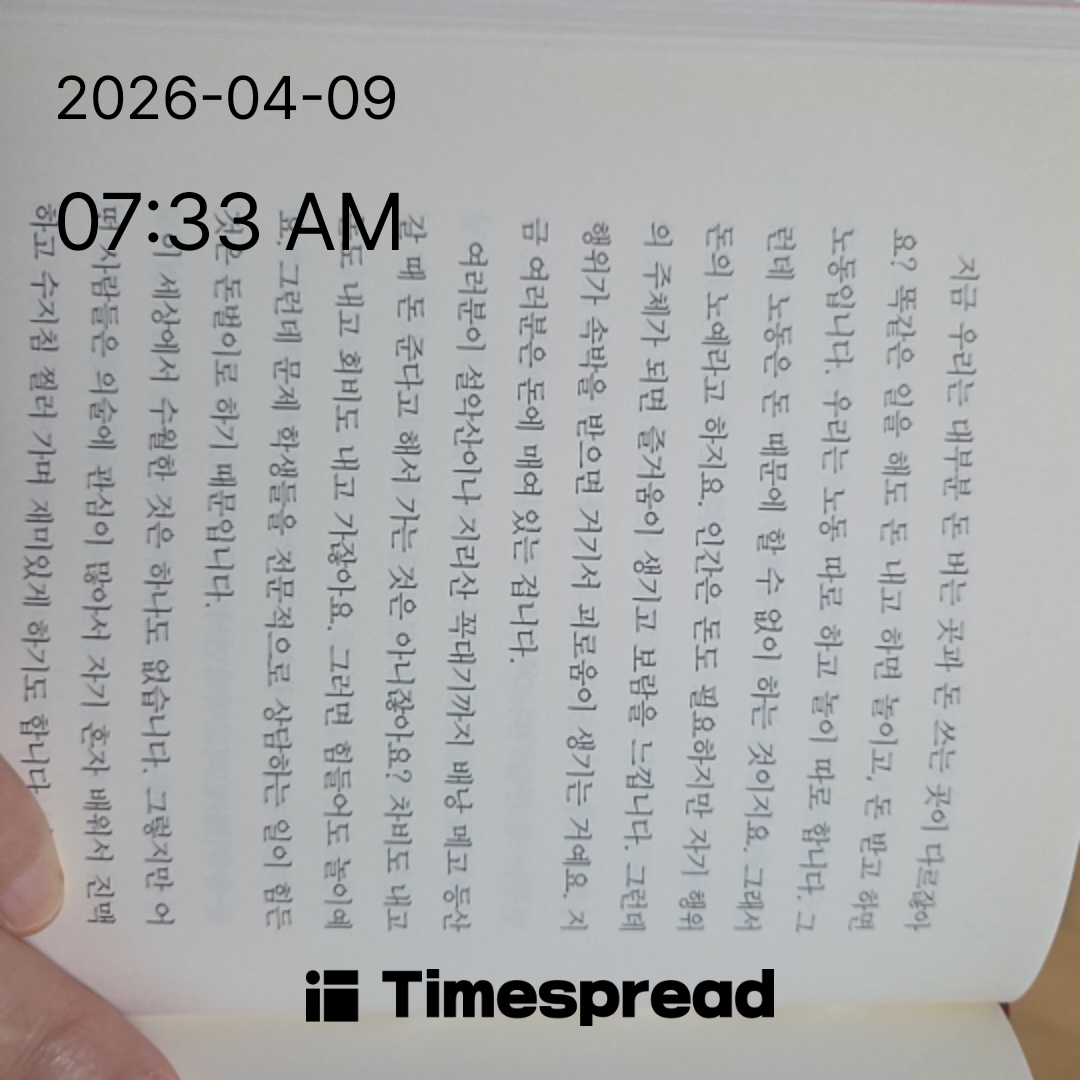 2026-04-09
07:33 AM
지금 우리는 대부분 돈 버는 곳과 돈 쓰는 곳이 다르잖아
요? 똑같은 일을 해도 돈 내고 하면 놀이고, 돈 받고 하면
노동입니다. 우리는 노동 따로 하고 놀이 따로 합니다. 그
런데 노동은 돈 때문에 할 수 없이 하는 것이지요. 그래서
돈의 노예라고 하지요. 인간은 돈도 필요하지만 자기 행위
의 주체가 되면 즐거움이 생기고 보람을 느낍니다. 그런데
행위가 속박을 받으면 거기서 괴로움이 생기는 거예요. 지
금 여러분은 돈에 매여 있는 겁니다.
여러분이 설악산이나 지리산 꼭대기까지 배낭 메고 등산
갈 때 돈 준다고 해서 가는 것은 아니잖아요? 차비도 내고
내고 회비도 내고 가잖아요. 그러면 힘들어도 놀이예
요. 그런데 문제 학생들을 전문적으로 상담하는 일이 힘든
것은 돈벌이로 하기 때문입니다.
이 세상에서 수월한 것은 하나도 없습니다. 그렇지만 어
떤 사람들은 의술에 관심이 많아서 자기 혼자 배워서 진맥
하고 수지침 찔러 가며 재미있게 하기도 합니다
Timespread